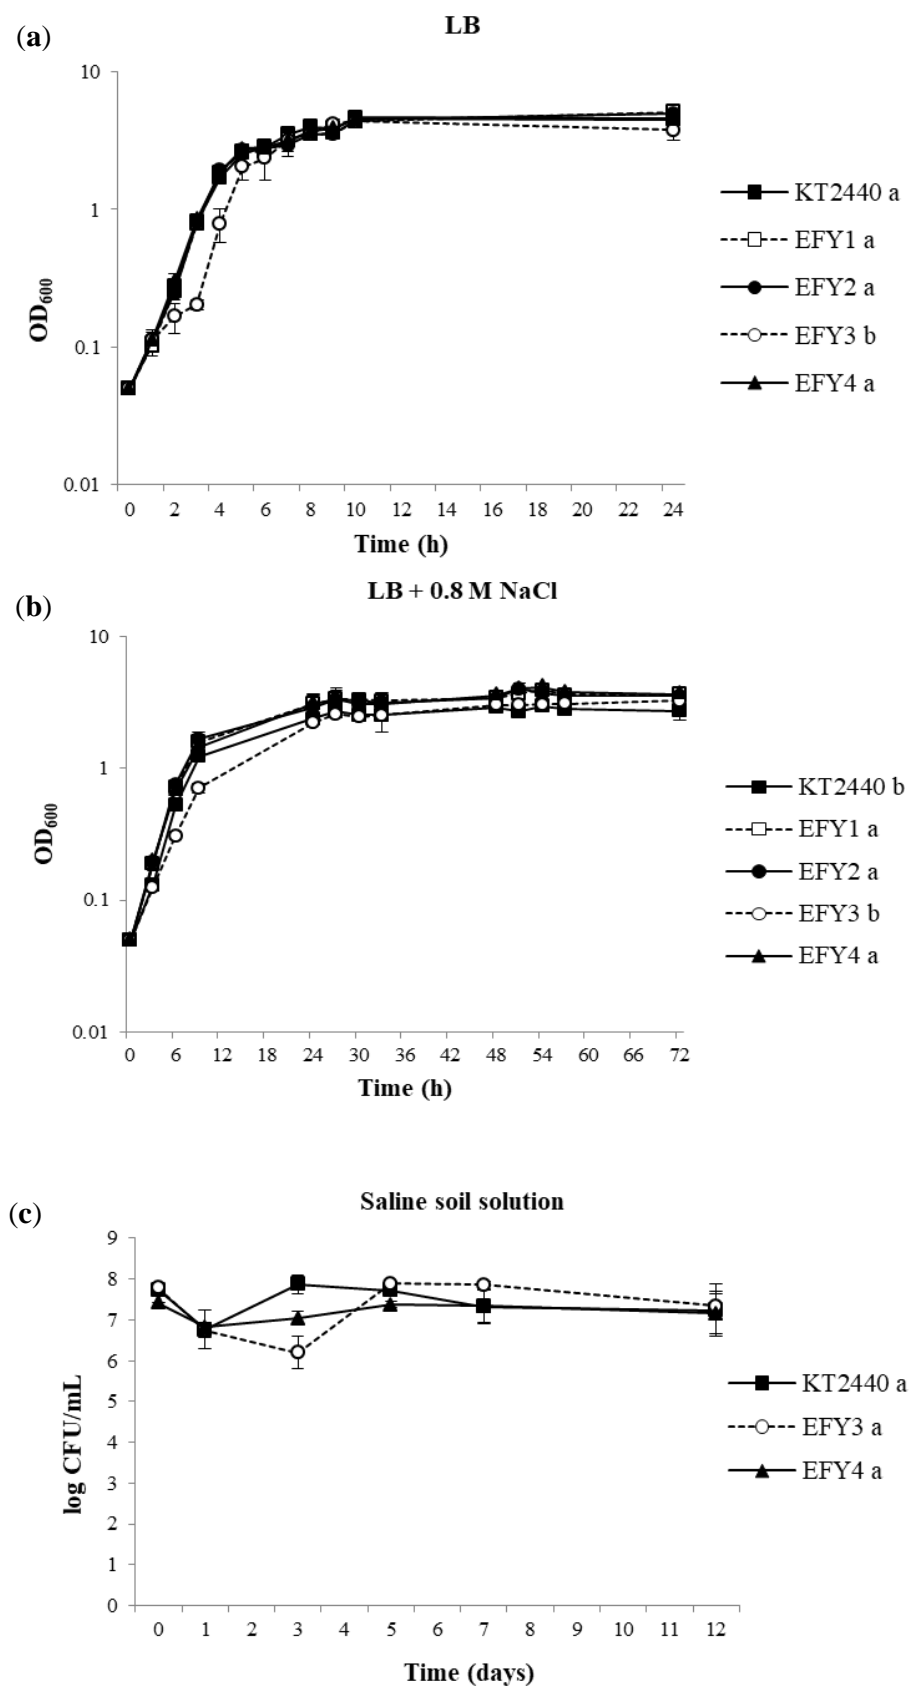 (a)
LB
10
1
0.1
0.01
OD600
0 2 4 6 8 10 12 14 16 18 20 22 24
Time (h)
KT2440 a
EFY1 a
EFY2 a
EFY3 b
EFY4 a
(b)
LB + 0.8 M NaCl
10
1
0.1
0.01
OD600
0 6 12 18 24 30 36 42 48 54 60 66 72
Time (h)
KT2440 b
EFY1 a
EFY2 a
EFY3 b
EFY4 a
(c)
Saline soil solution
9
8
7
6
5
4
3
2
1
0
log CFU/mL
0 1 2 3 4 5 6 7 8 9 10 11 12
Time (days)
KT2440 a
EFY3 a
EFY4 a